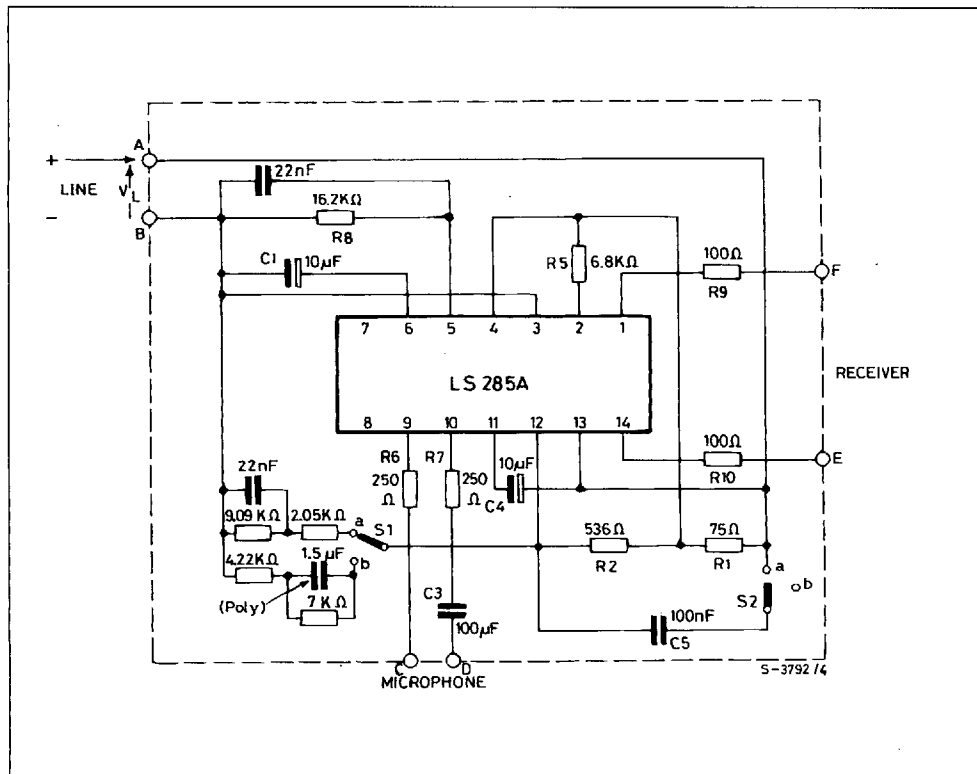 A
+
LINE
V
L
-
B
22nF
16.2KΩ
R8
C1
10µF
R5
6.8KΩ
100Ω
R9
F
7 6 5 4 3 2 1
LS 285A
RECEIVER
8 9 10 11 12 13 14
100Ω
R10
E
R6
250
Ω
R7
250
Ω
10µF
C4
22nF
9.09 KΩ
2.05KΩ
a
S1
536Ω
R2
75Ω
R1
4.22KΩ
1.5µF
b
(Poly)
7 KΩ
a
b
S2
C3
100µF
100nF
C5
C
D
MICROPHONE
S-3792/4